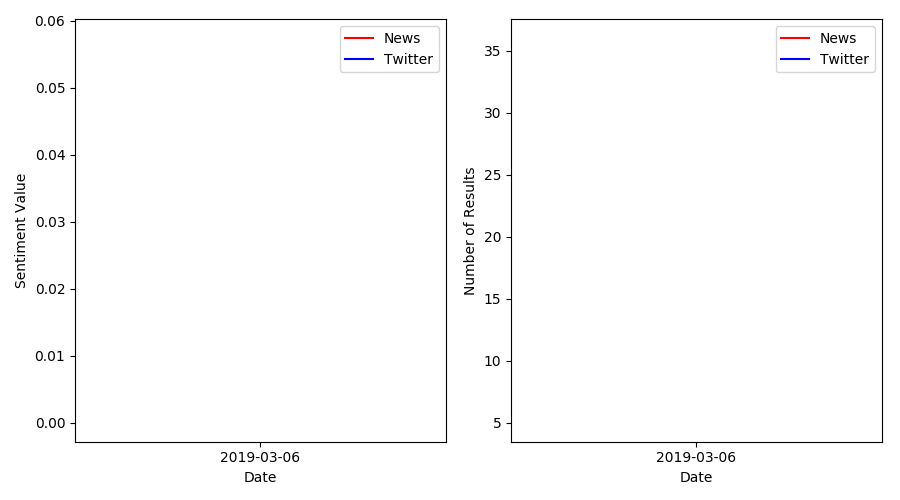 0.06
0.05
0.04
0.03
0.02
0.01
0.00
Sentiment Value
2019-03-06
Date
News
Twitter
35
30
25
20
15
10
5
Number of Results
2019-03-06
Date
News
Twitter